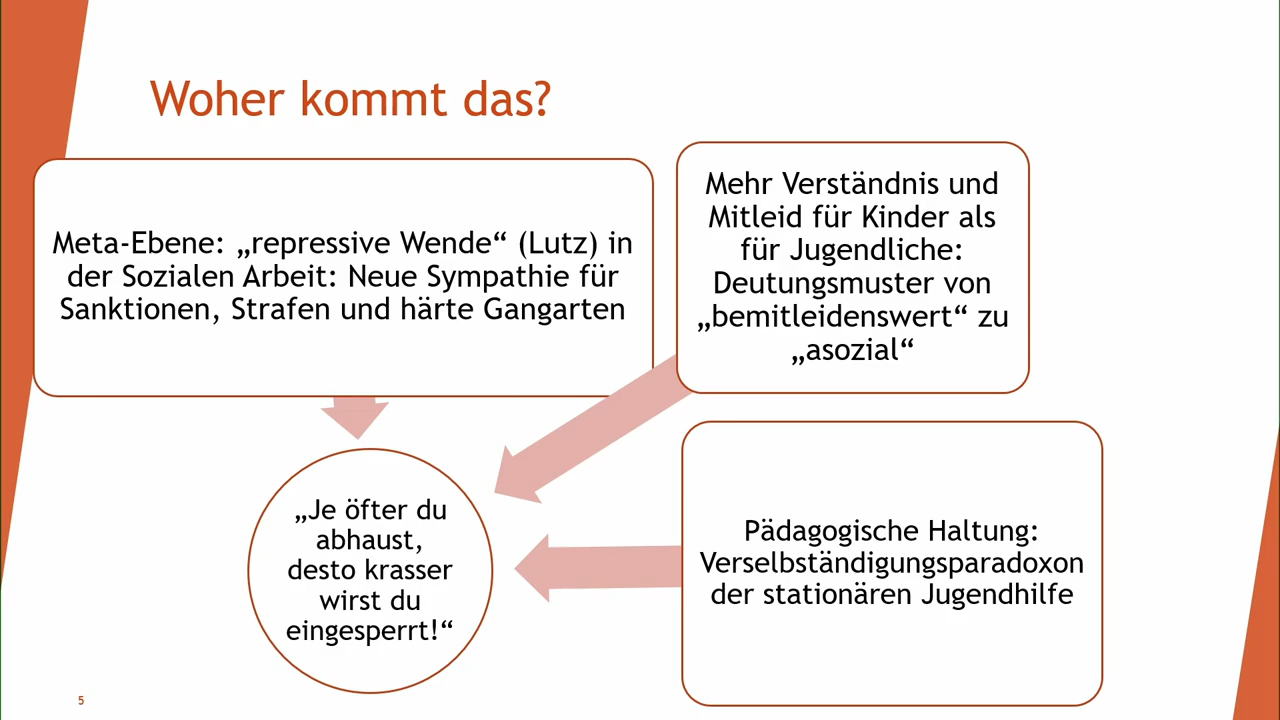 Woher kommt das?
Meta-Ebene: „repressive Wende“ (Lutz) in
der Sozialen Arbeit: Neue Sympathie für
Sanktionen, Strafen und härte Gangarten
Mehr Verständnis und
Mitleid für Kinder als
für Jugendliche:
Deutungsmuster von
„bemitleidenswert“ zu
„asozial“
„Je öfter du
abhaust,
desto krasser
wirst du
eingesperrt!“
Pädagogische Haltung:
Verselbständigungsparadoxon
der stationären Jugendhilfe
5